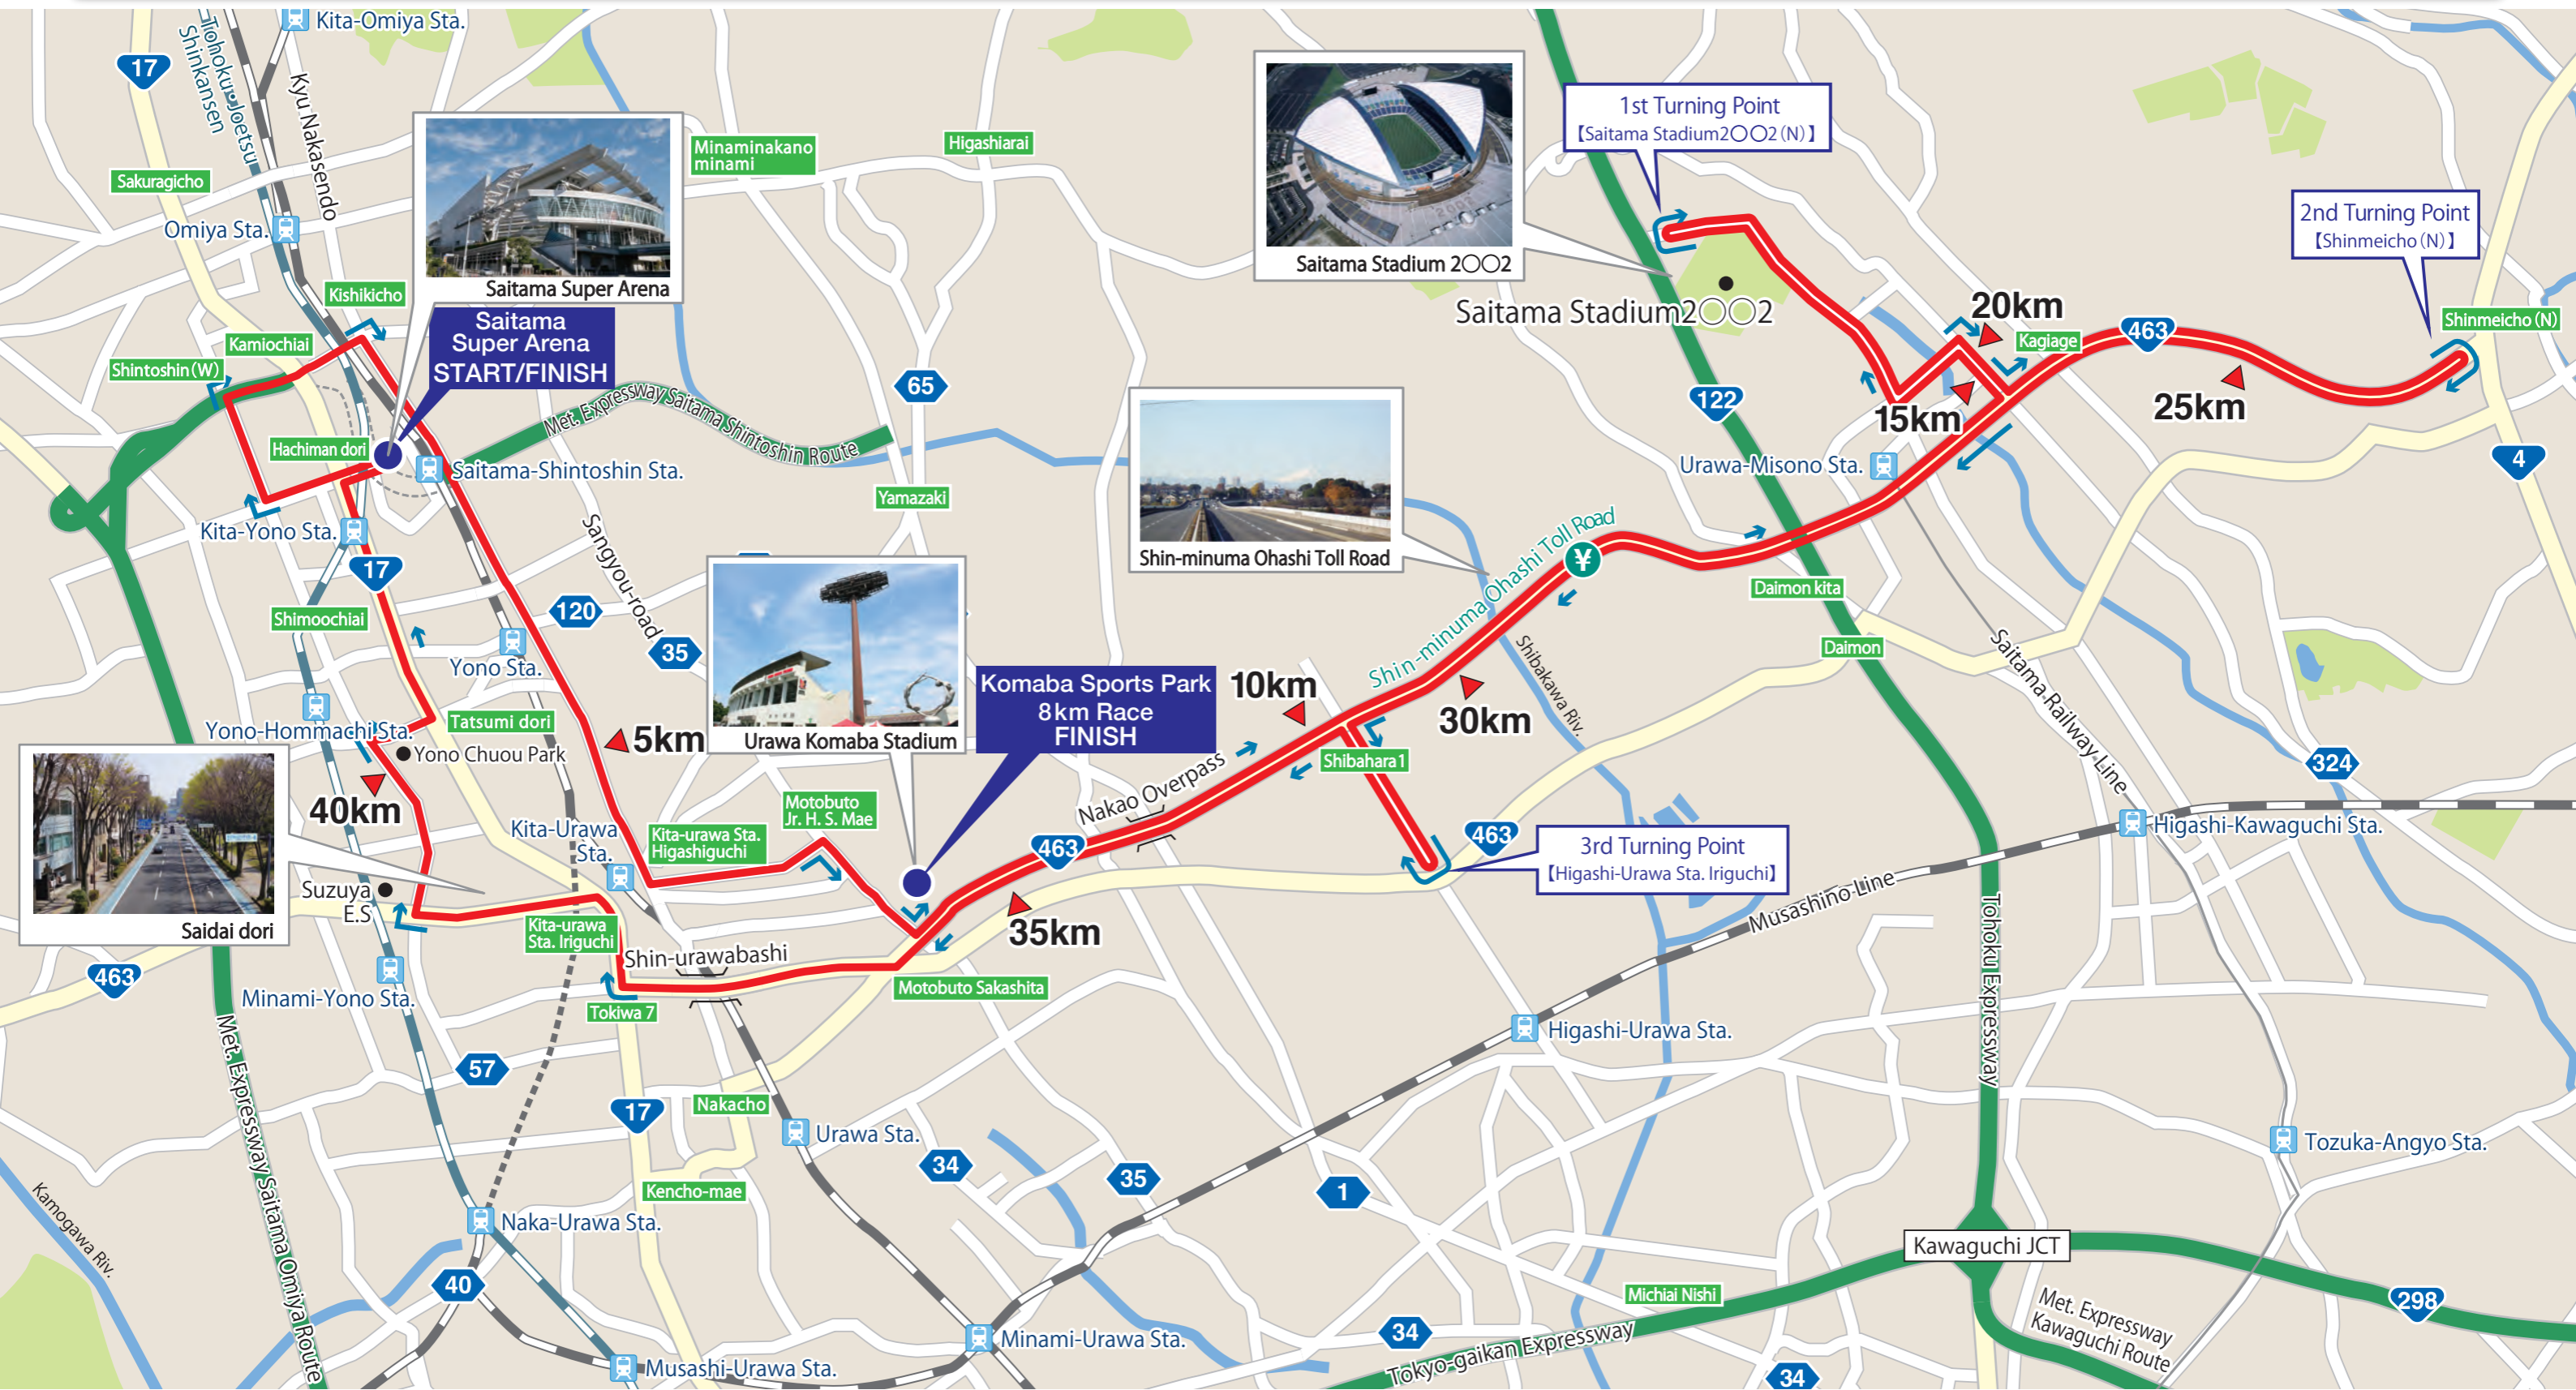 Kita-Omiya Sta.
17
Tohoku・Joetsu
Shinkansen
Kyu Nakasendo
Sakuragicho
Omiya Sta.
Minaminakano
minami
Higashiarai
Saitama Super Arena
Saitama
Super Arena
START/FINISH
Kishikicho
Kamiochiai
Shintoshin(W)
Hachiman dori
Saitama-Shintoshin Sta.
Met. Expressway Saitama Shintoshin Route
65
Yamazaki
Kita-Yono Sta.
17
Shimoochiai
Sangyou-road
120
35
Yono Sta.
Yono-Hommachi Sta.
Tatsumi dori
Yono Chuou Park
40km
5km
Saidai dori
Suzuya
E.S
Kita-Urawa
Sta.
Kita-urawa Sta.
Higashiguchi
Motobuto
Jr. H. S. Mae
Urawa Komaba Stadium
Komaba Sports Park
8km Race
FINISH
Kita-urawa
Sta. Iriguchi
Shin-urawabashi
Tokiwa 7
Motobuto Sakashita
35km
463
Nakao Overpass
10km
Shibahara1
30km
Shin-minuma Ohashi Toll Road
¥
Shin-minuma Ohashi Toll Road
Shibakawa Riv.
Saitama Stadium 2○○2
1st Turning Point
【Saitama Stadium2○○2(N)】
Saitama Stadium2○○2
2nd Turning Point
【Shinmeicho(N)】
Shinmeicho(N)
20km
Kagiage
463
15km
25km
122
Urawa-Misono Sta.
4
Daimon kita
Daimon
Saitama Railway Line
324
Higashi-Kawaguchi Sta.
463
3rd Turning Point
【Higashi-Urawa Sta. Iriguchi】
Musashino Line
Tohoku Expressway
Higashi-Urawa Sta.
463
Minami-Yono Sta.
Met. Expressway Saitama Omiya Route
57
17
Nakacho
Urawa Sta.
34
35
1
Kencho-mae
Naka-Urawa Sta.
Kamogawa Riv.
40
Musashi-Urawa Sta.
Minami-Urawa Sta.
34
Tokyo-gaikan Expressway
Michiai Nishi
Kawaguchi JCT
Tozuka-Angyo Sta.
298
Met. Expressway
Kawaguchi Route
34